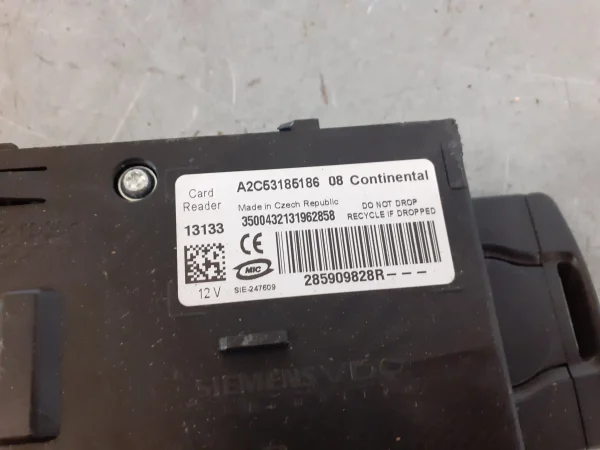 Card Reader A2C53185186 08 Continental
Made in Czech Republic DO NOT DROP
13133 3500432131962858 RECYCLE IF DROPPED
CE
MIC
12 V SIE-247609 285909828R---
SIEMENS VDO